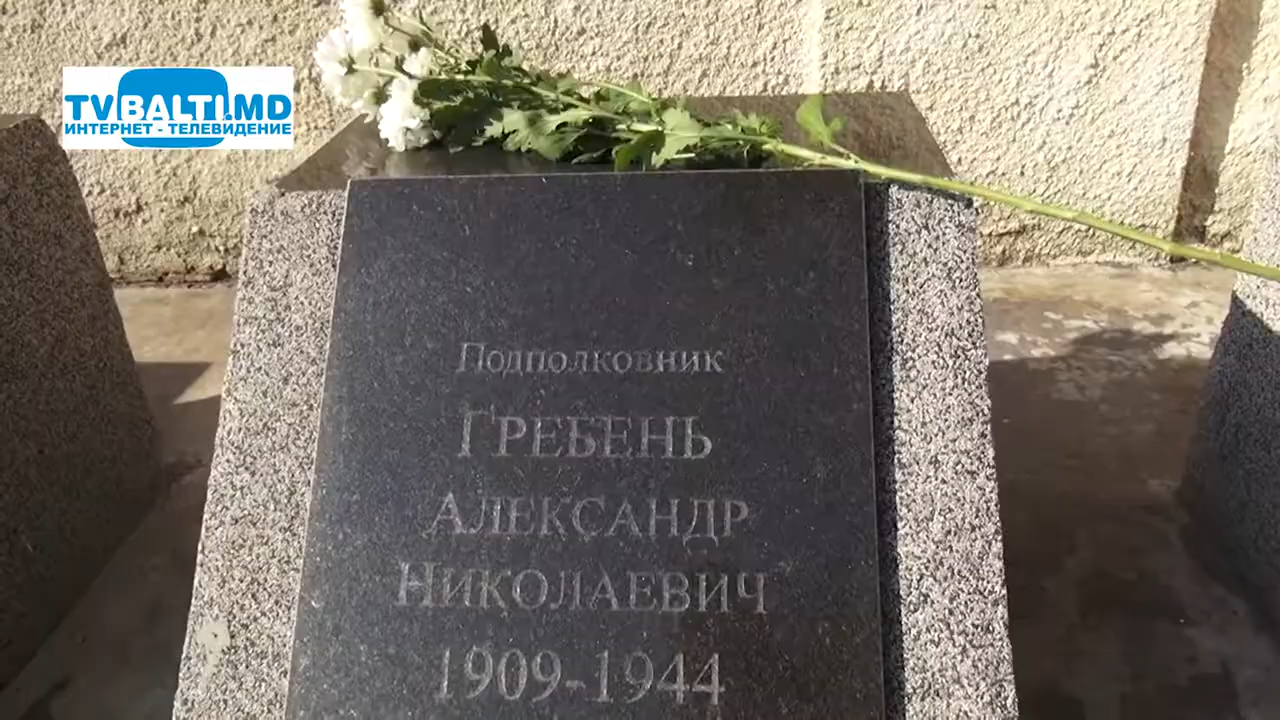 TVBALTI.MD
ИНТЕРНЕТ - ТЕЛЕВИДЕНИЕ
Подполковник
ГРЕБЕНЬ
АЛЕКСАНДР
НИКОЛАЕВИЧ
1909-1944